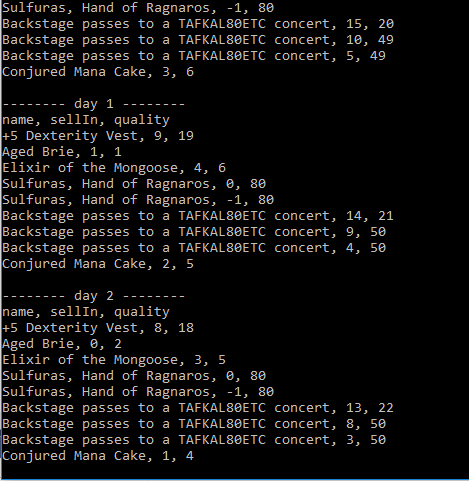 Sulfuras, Hand of Ragnaros, -1, 80
Backstage passes to a TAFKAL80ETC concert, 15, 20
Backstage passes to a TAFKAL80ETC concert, 10, 49
Backstage passes to a TAFKAL80ETC concert, 5, 49
Conjured Mana Cake, 3, 6

-------- day 1 --------
name, sellIn, quality
+5 Dexterity Vest, 9, 19
Aged Brie, 1, 1
Elixir of the Mongoose, 4, 6
Sulfuras, Hand of Ragnaros, 0, 80
Sulfuras, Hand of Ragnaros, -1, 80
Backstage passes to a TAFKAL80ETC concert, 14, 21
Backstage passes to a TAFKAL80ETC concert, 9, 50
Backstage passes to a TAFKAL80ETC concert, 4, 50
Conjured Mana Cake, 2, 5

-------- day 2 --------
name, sellIn, quality
+5 Dexterity Vest, 8, 18
Aged Brie, 0, 2
Elixir of the Mongoose, 3, 5
Sulfuras, Hand of Ragnaros, 0, 80
Sulfuras, Hand of Ragnaros, -1, 80
Backstage passes to a TAFKAL80ETC concert, 13, 22
Backstage passes to a TAFKAL80ETC concert, 8, 50
Backstage passes to a TAFKAL80ETC concert, 3, 50
Conjured Mana Cake, 1, 4